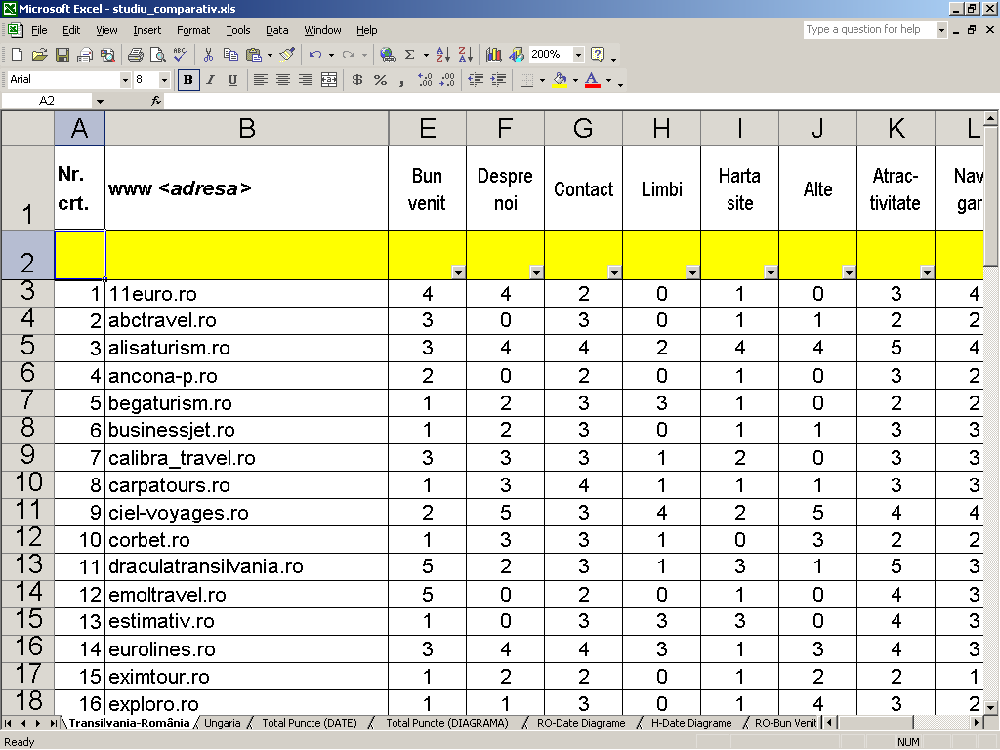 Microsoft Excel - studiu_comparativ.xls
File Edit View Insert Format Tools Data Window Help Type a question for help
200%
Arial 8 B I U $ % ,
A2 fx
A B E F G H I J K L
1 Nr. crt. www <adresa> Bun venit Despre noi Contact Limbi Harta site Alte Atrac-tivitate Nav gar
2
3 1 11euro.ro 4 4 2 0 1 0 3 4
4 2 abctravel.ro 3 0 3 0 1 1 2 2
5 3 alisaturism.ro 3 4 4 2 4 4 5 4
6 4 ancona-p.ro 2 0 2 0 1 0 3 2
7 5 begaturism.ro 1 2 3 3 1 0 2 2
8 6 businessjet.ro 1 2 3 0 1 1 3 3
9 7 calibra_travel.ro 3 3 3 1 2 0 3 3
10 8 carpatours.ro 1 3 4 1 1 1 3 3
11 9 ciel-voyages.ro 2 5 3 4 2 5 4 4
12 10 corbet.ro 1 3 3 1 0 3 2 2
13 11 draculatransilvania.ro 5 2 3 1 3 1 5 3
14 12 emoltravel.ro 5 0 2 0 1 0 4 3
15 13 estimativ.ro 1 0 3 3 3 0 4 3
16 14 eurolines.ro 3 4 4 3 1 3 4 3
17 15 eximtour.ro 1 2 2 0 1 2 2 1
18 16 exploro.ro 1 1 3 0 1 4 3 2
Transilvania-România Ungaria Total Puncte (DATE) Total Puncte (DIAGRAMA) RO-Date Diagrame H-Date Diagrame RO-Bun Venit
Ready NUM